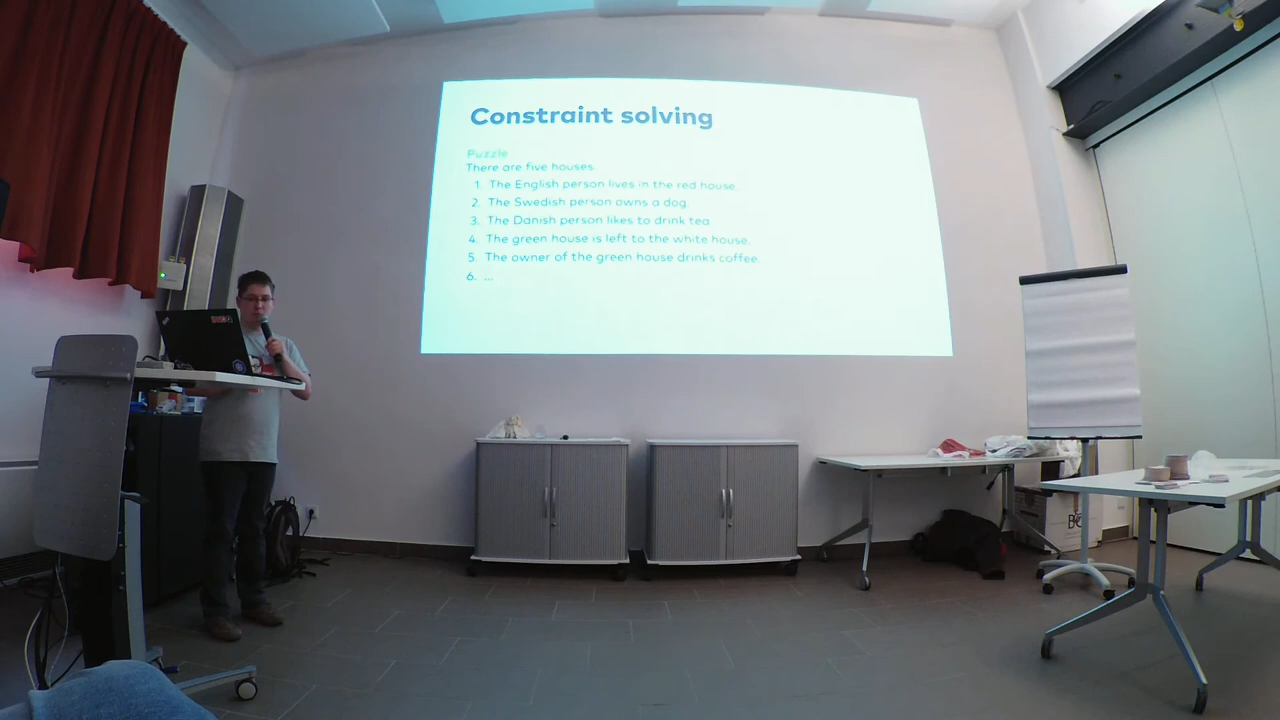 Constraint solving
Puzzle
There are five houses.
1. The English person lives in the red house.
2. The Swedish person owns a dog.
3. The Danish person likes to drink tea.
4. The green house is left to the white house.
5. The owner of the green house drinks coffee.
6. ...